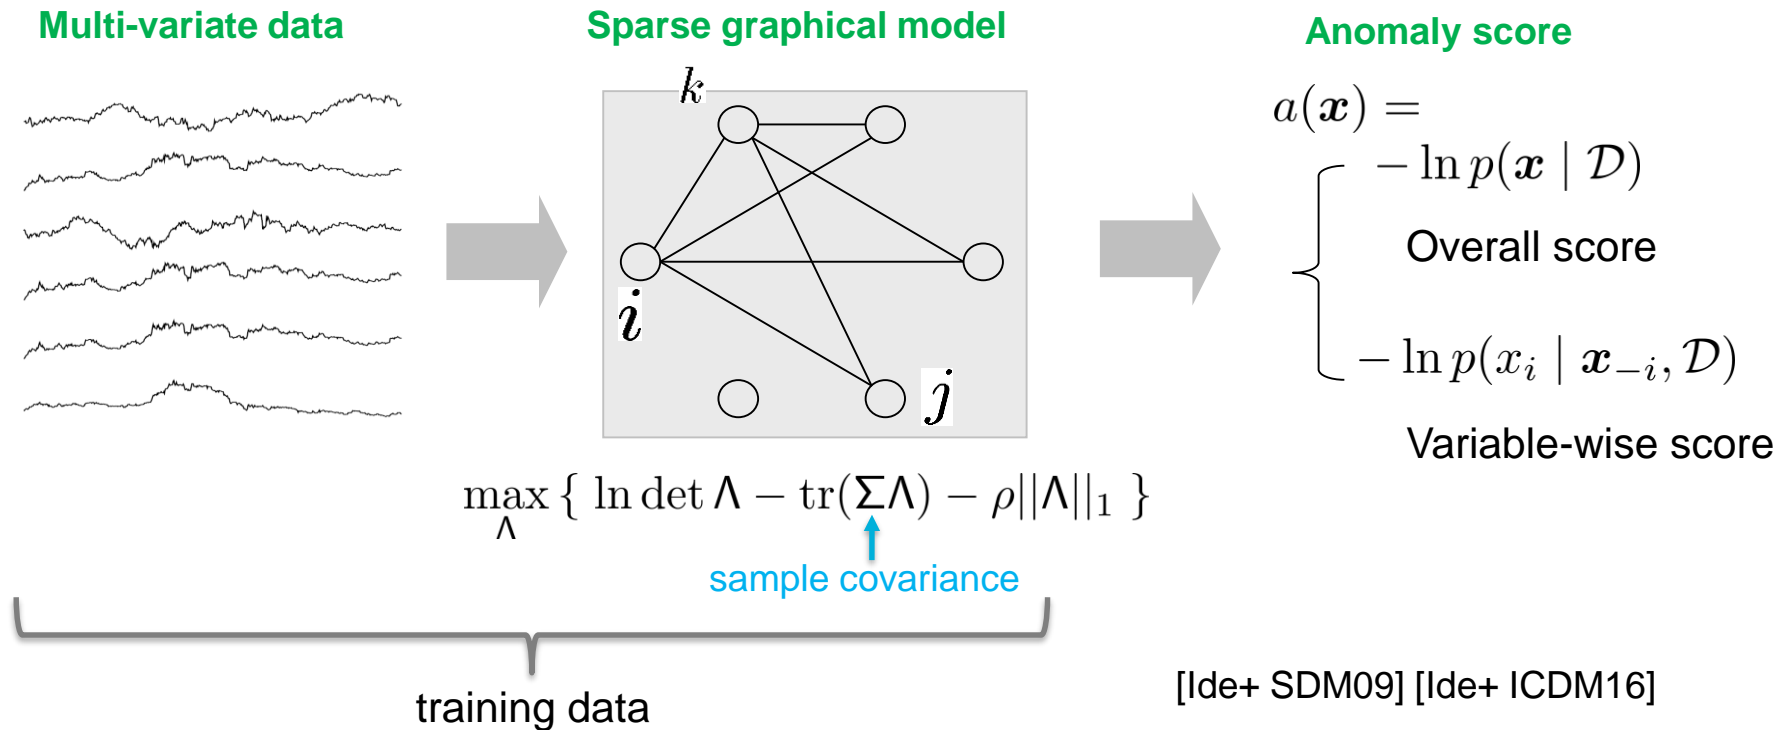 Multi-variate data
Sparse graphical model
Anomaly score
k
i
j
a(x) =
− ln p(x | D)
Overall score
− ln p(x_i | x_{−i}, D)
Variable-wise score
max_Λ { ln det Λ − tr(ΣΛ) − ρ||Λ||_1 }
sample covariance
training data
[Ide+ SDM09] [Ide+ ICDM16]